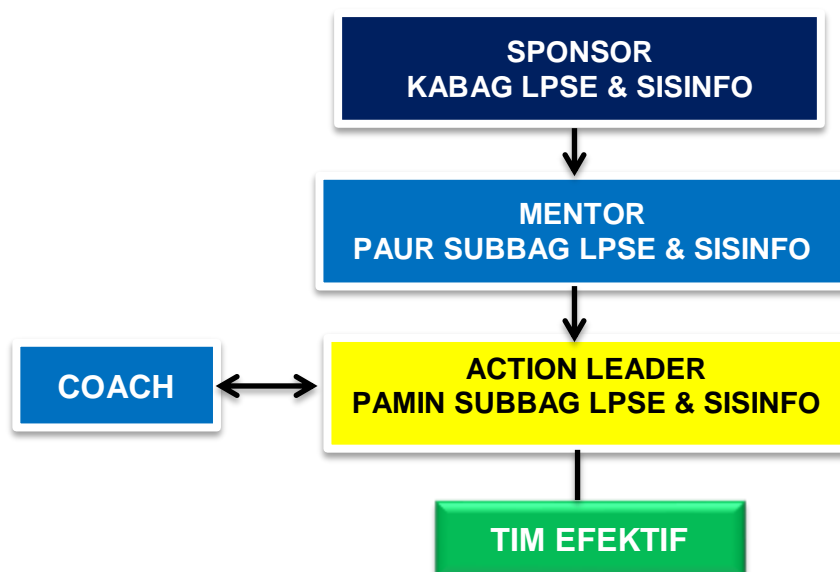 SPONSOR
KABAG LPSE & SISINFO
MENTOR
PAUR SUBBAG LPSE & SISINFO
COACH
ACTION LEADER
PAMIN SUBBAG LPSE & SISINFO
TIM EFEKTIF